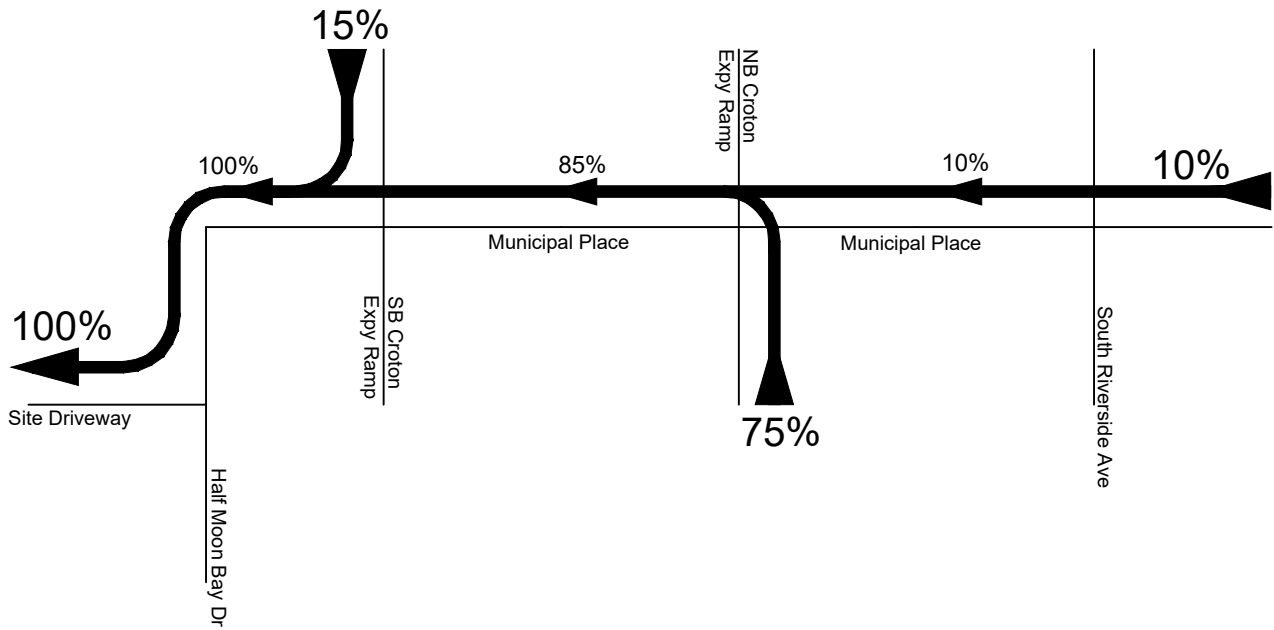 15%
NB Croton
Expy Ramp
100%
85%
10%
10%
Municipal Place
Municipal Place
SB Croton
Expy Ramp
South Riverside Ave
100%
Site Driveway
75%
Half Moon Bay Dr